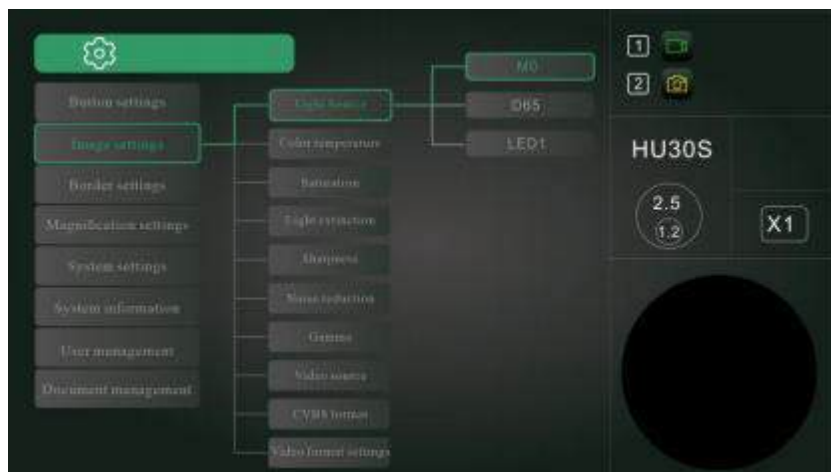 Button settings
Image settings
Border settings
Magnification settings
System settings
System information
User management
Document management
Light Source
Color temperature
Saturation
Light extinction
Sharpness
Noise reduction
Gamma
Video source
CVBS format
Video format settings
M0
D65
LED1
1
2
HU30S
2.5
1.2
X1